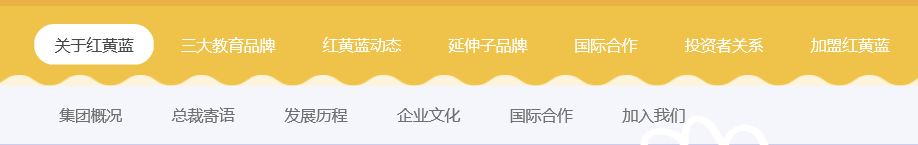 关于红黄蓝 三大教育品牌 红黄蓝动态 延伸子品牌 国际合作 投资者关系 加盟红黄蓝
集团概况 总裁寄语 发展历程 企业文化 国际合作 加入我们